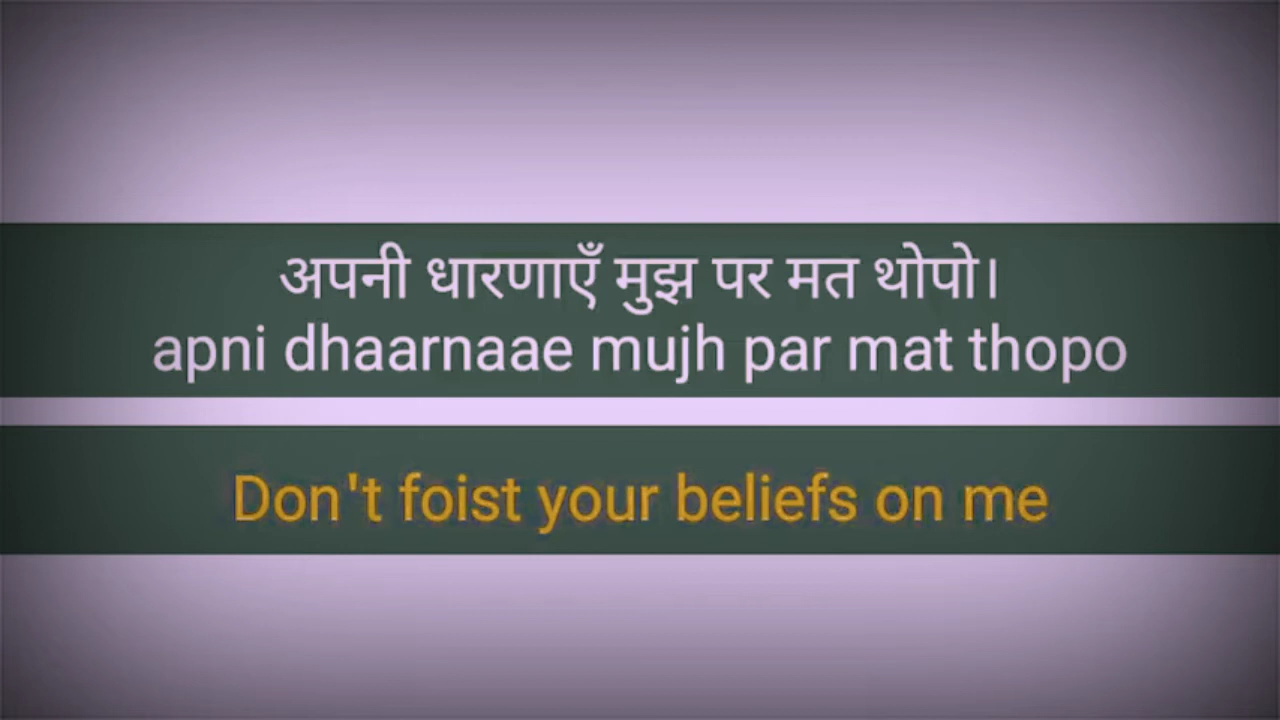 अपनी धारणाएँ मुझ पर मत थोपो।
apni dhaarnaae mujh par mat thopo
Don't foist your beliefs on me